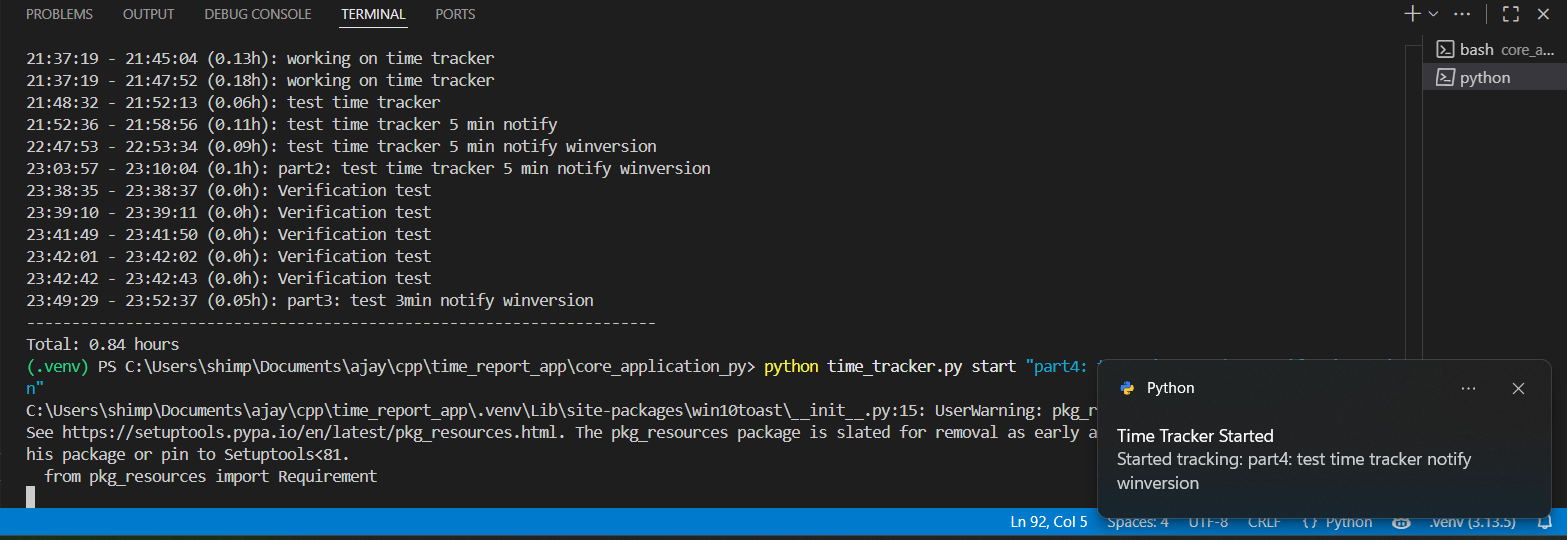 PROBLEMS OUTPUT DEBUG CONSOLE TERMINAL PORTS
21:37:19 - 21:45:04 (0.13h): working on time tracker
21:37:19 - 21:47:52 (0.18h): working on time tracker
21:48:32 - 21:52:13 (0.06h): test time tracker
21:52:36 - 21:58:56 (0.11h): test time tracker 5 min notify
22:47:53 - 22:53:34 (0.09h): test time tracker 5 min notify winversion
23:03:57 - 23:10:04 (0.1h): part2: test time tracker 5 min notify winversion
23:38:35 - 23:38:37 (0.0h): Verification test
23:39:10 - 23:39:11 (0.0h): Verification test
23:41:49 - 23:41:50 (0.0h): Verification test
23:42:01 - 23:42:02 (0.0h): Verification test
23:42:42 - 23:42:43 (0.0h): Verification test
23:49:29 - 23:52:37 (0.05h): part3: test 3min notify winversion
----------------------------------------------------------------------
Total: 0.84 hours
(.venv) PS C:\Users\shimp\Documents\ajay\cpp\time_report_app\core_application_py> python time_tracker.py start "part4:
n"
C:\Users\shimp\Documents\ajay\cpp\time_report_app\.venv\Lib\site-packages\win10toast\__init__.py:15: UserWarning: pkg_r
See https://setuptools.pypa.io/en/latest/pkg_resources.html. The pkg_resources package is slated for removal as early a
his package or pin to Setuptools<81.
from pkg_resources import Requirement
bash core_a...
python
Python
Time Tracker Started
Started tracking: part4: test time tracker notify
winversion
Ln 92, Col 5 Spaces: 4 UTF-8 CRLF {} Python .venv (3.13.5)